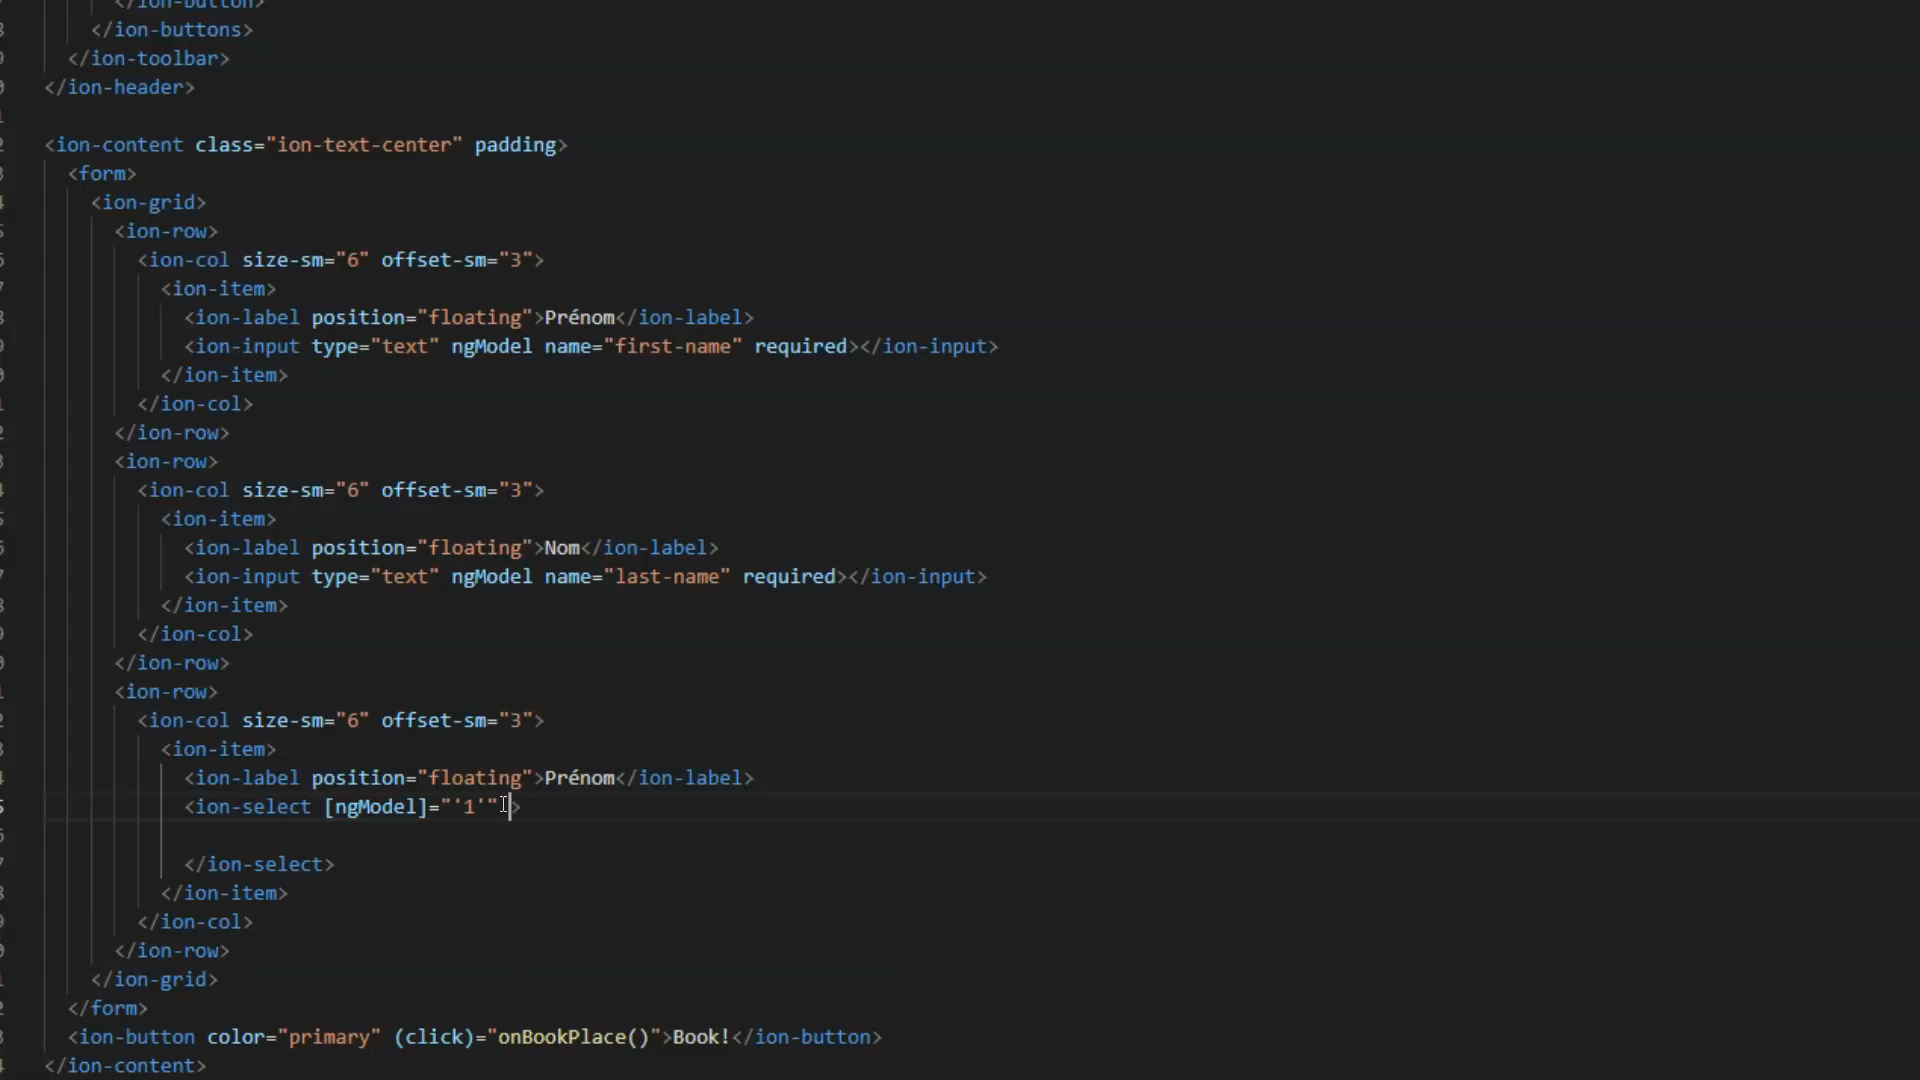 </ion-button>
</ion-buttons>
</ion-toolbar>
</ion-header>
<ion-content class="ion-text-center" padding>
<form>
<ion-grid>
<ion-row>
<ion-col size-sm="6" offset-sm="3">
<ion-item>
<ion-label position="floating">Prénom</ion-label>
<ion-input type="text" ngModel name="first-name" required></ion-input>
</ion-item>
</ion-col>
</ion-row>
<ion-row>
<ion-col size-sm="6" offset-sm="3">
<ion-item>
<ion-label position="floating">Nom</ion-label>
<ion-input type="text" ngModel name="last-name" required></ion-input>
</ion-item>
</ion-col>
</ion-row>
<ion-row>
<ion-col size-sm="6" offset-sm="3">
<ion-item>
<ion-label position="floating">Prénom</ion-label>
<ion-select [ngModel]="'1'" >
</ion-select>
</ion-item>
</ion-col>
</ion-row>
</ion-grid>
</form>
<ion-button color="primary" (click)="onBookPlace()">Book!</ion-button>
</ion-content>